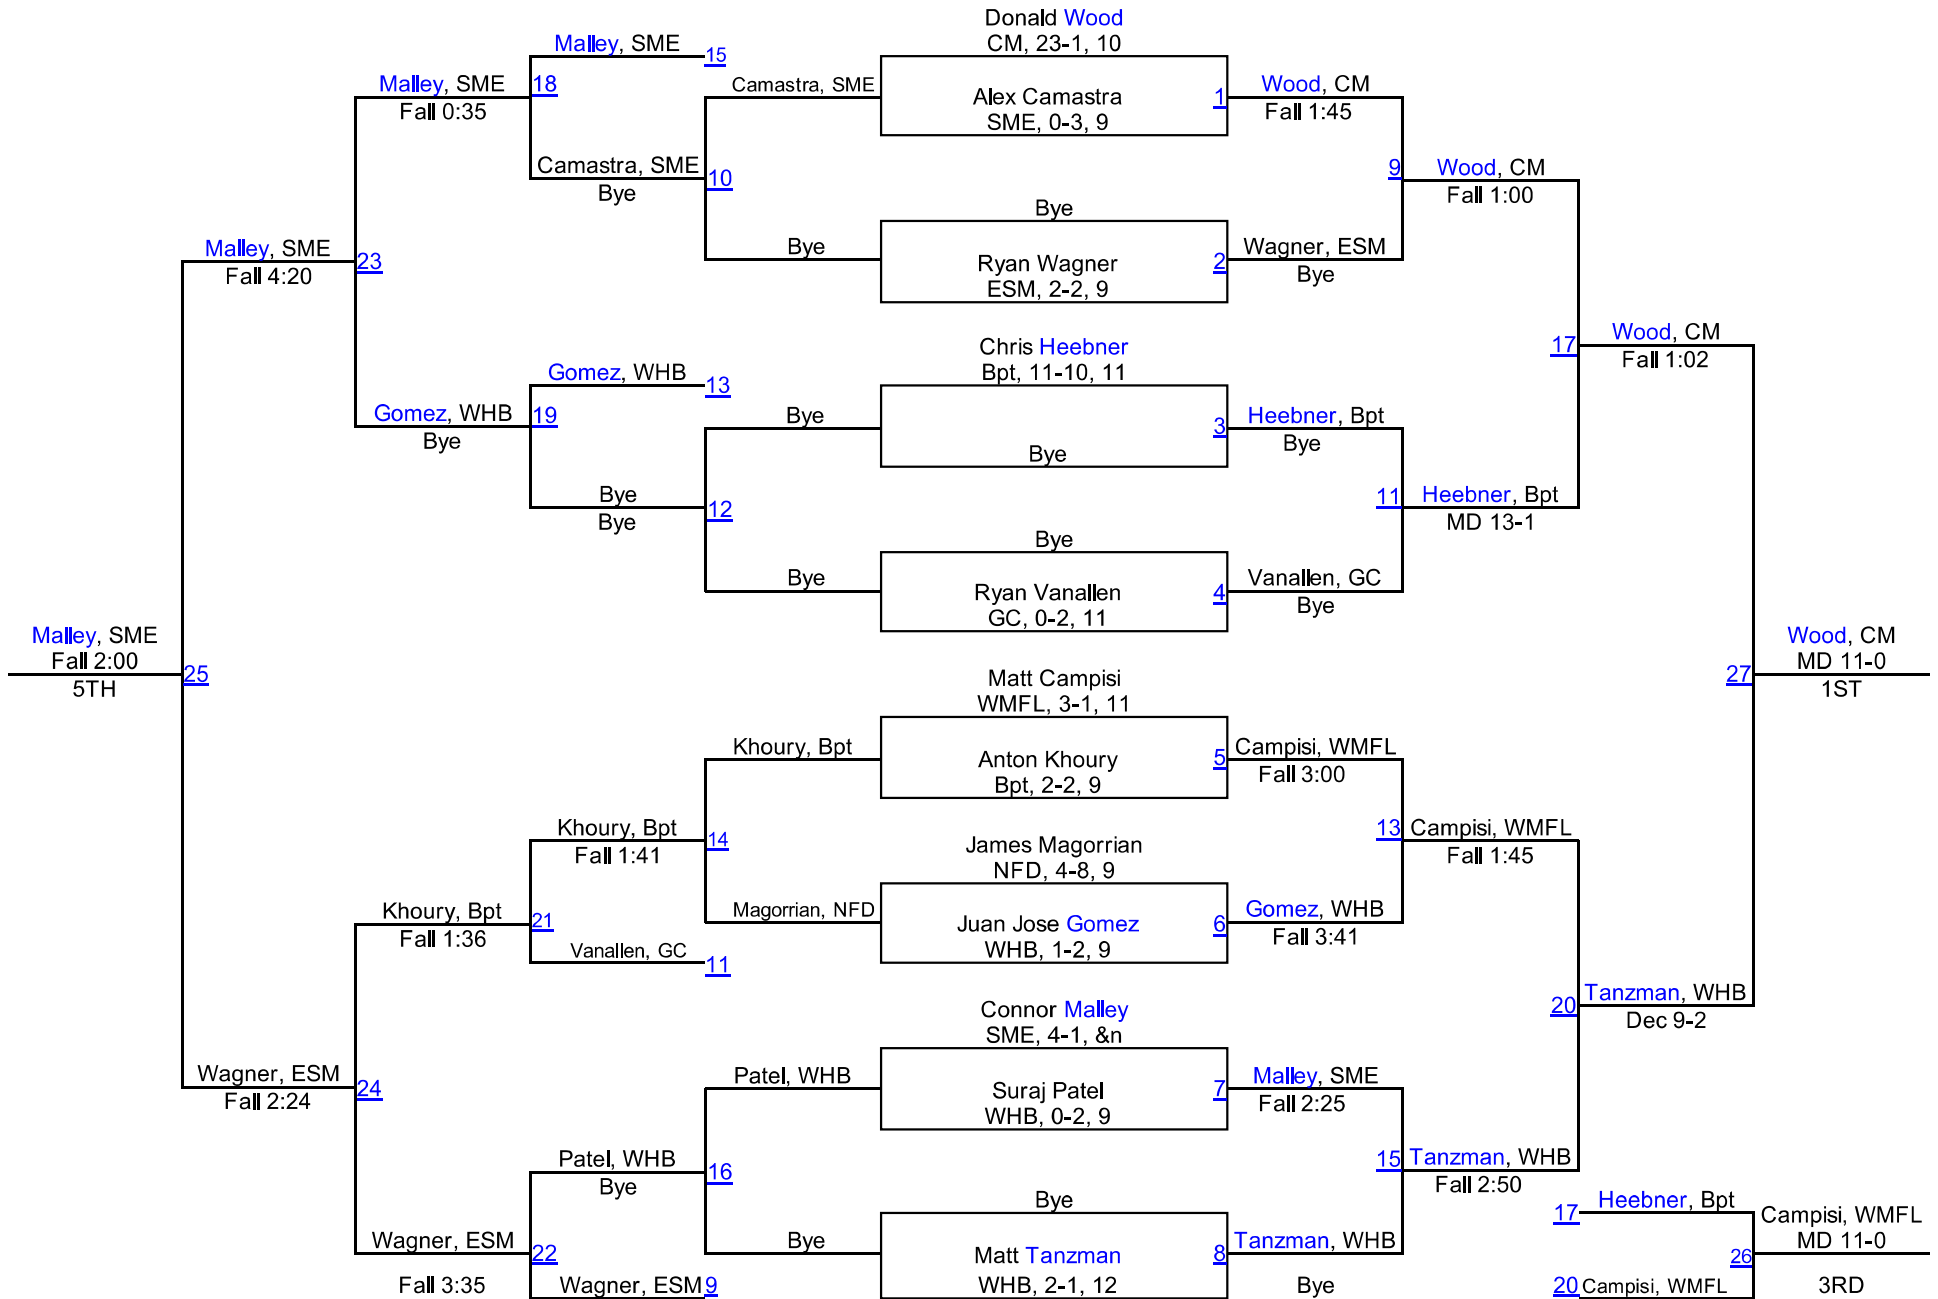 Donald Wood
CM, 23-1, 10
Malley, SME
15
Malley, SME
18
Fall 0:35
Camastra, SME
Alex Camastra
SME, 0-3, 9
1
Wood, CM
Fall 1:45
Camastra, SME
Bye
10
9
Wood, CM
Fall 1:00
Bye
Bye
Ryan Wagner
ESM, 2-2, 9
2
Wagner, ESM
Bye
Malley, SME
Fall 4:20
23
Chris Heebner
Bpt, 11-10, 11
17
Wood, CM
Fall 1:02
Gomez, WHB
13
Gomez, WHB
Bye
19
Bye
Bye
3
Heebner, Bpt
Bye
Bye
Bye
12
11
Heebner, Bpt
MD 13-1
Bye
Bye
Ryan Vanallen
GC, 0-2, 11
4
Vanallen, GC
Bye
Malley, SME
Fall 2:00
5TH
25
27
Wood, CM
MD 11-0
1ST
Matt Campisi
WMFL, 3-1, 11
Khoury, Bpt
Anton Khoury
Bpt, 2-2, 9
5
Campisi, WMFL
Fall 3:00
Khoury, Bpt
Fall 1:41
14
James Magorrian
NFD, 4-8, 9
13
Campisi, WMFL
Fall 1:45
Khoury, Bpt
Fall 1:36
21
Magorrian, NFD
Juan Jose Gomez
WHB, 1-2, 9
6
Gomez, WHB
Fall 3:41
Vanallen, GC
11
Connor Malley
SME, 4-1, &n
20
Tanzman, WHB
Dec 9-2
Wagner, ESM
Fall 2:24
24
Patel, WHB
Suraj Patel
WHB, 0-2, 9
7
Malley, SME
Fall 2:25
Patel, WHB
Bye
16
15
Tanzman, WHB
Fall 2:50
Bye
17
Heebner, Bpt
Campisi, WMFL
MD 11-0
Wagner, ESM
Fall 3:35
22
Bye
Matt Tanzman
WHB, 2-1, 12
8
Tanzman, WHB
Bye
26
3RD
Wagner, ESM
9
20
Campisi, WMFL